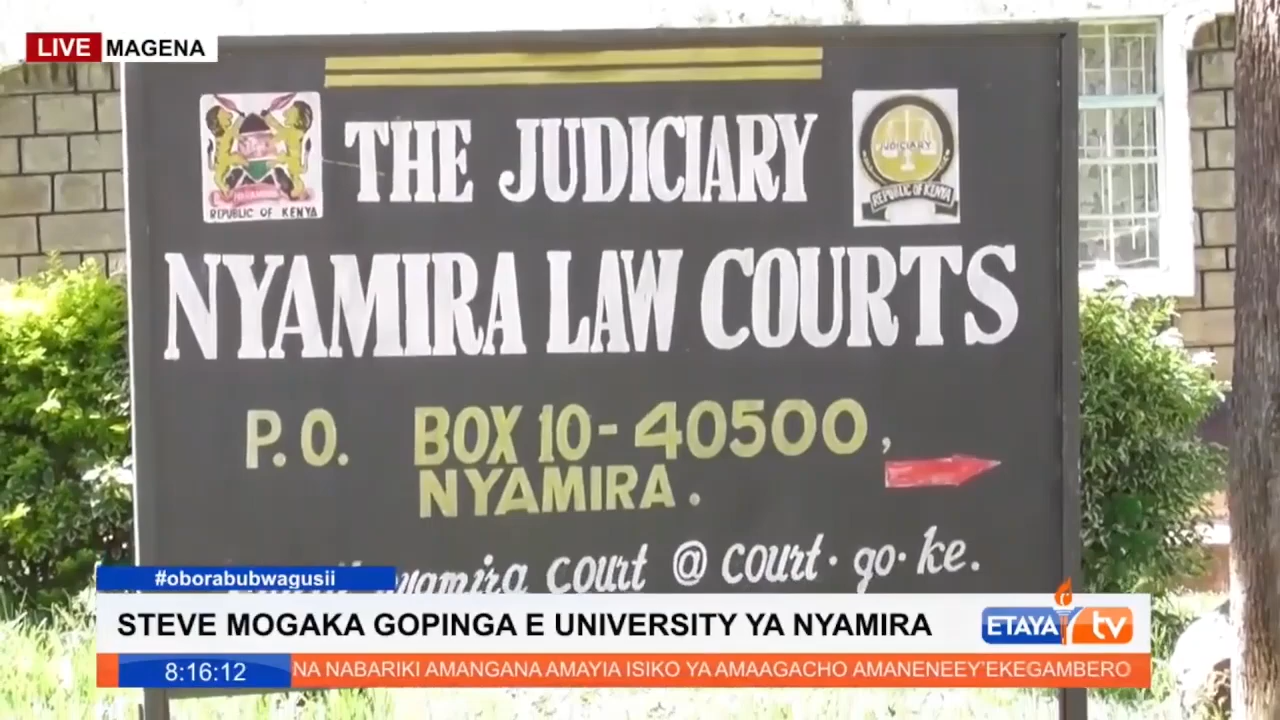 LIVE MAGENA
REPUBLIC OF KENYA
THE JUDICIARY
JUDICIARY
REPUBLIC OF KENYA
NYAMIRA LAW COURTS
P.O. BOX 10-40500,
NYAMIRA.
court @ court.go.ke.
#oborabubwagusii
STEVE MOGAKA GOPINGA E UNIVERSITY YA NYAMIRA
ETAYA tv
8:16:12 NA NABARIKI AMANGANA AMAYIA ISIKO YA AMAAGACHO AMANENEEY'EKEGAMBERO